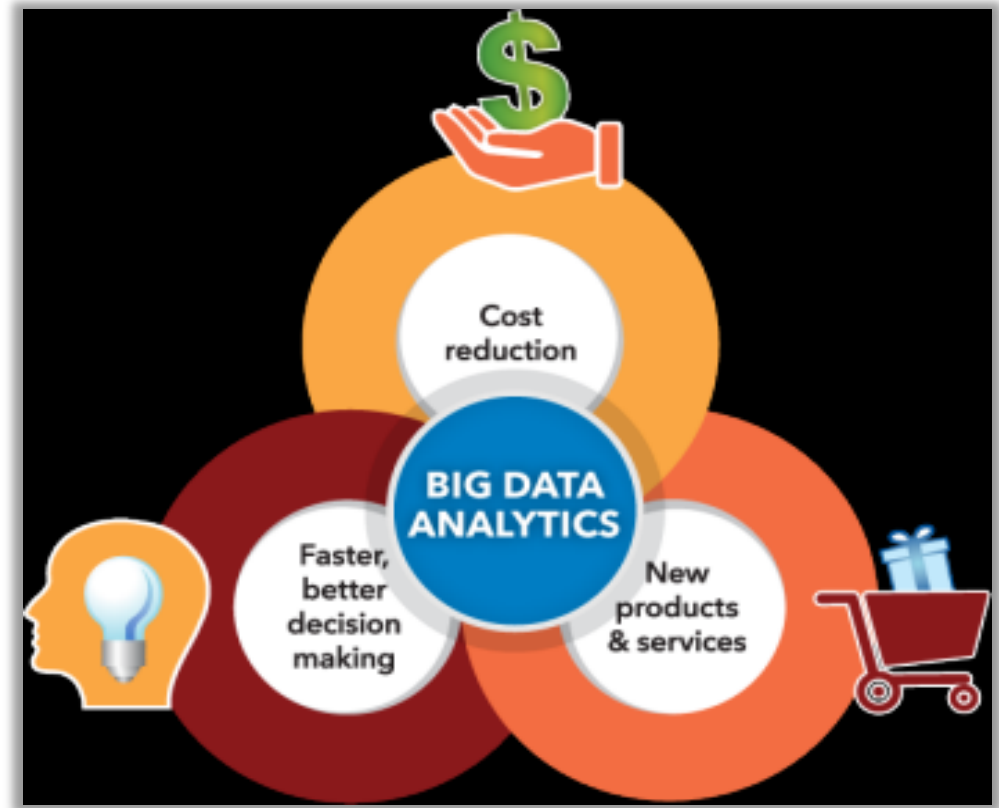 $
Cost
reduction
BIG DATA
ANALYTICS
Faster,
better
decision
making
New
products
& services